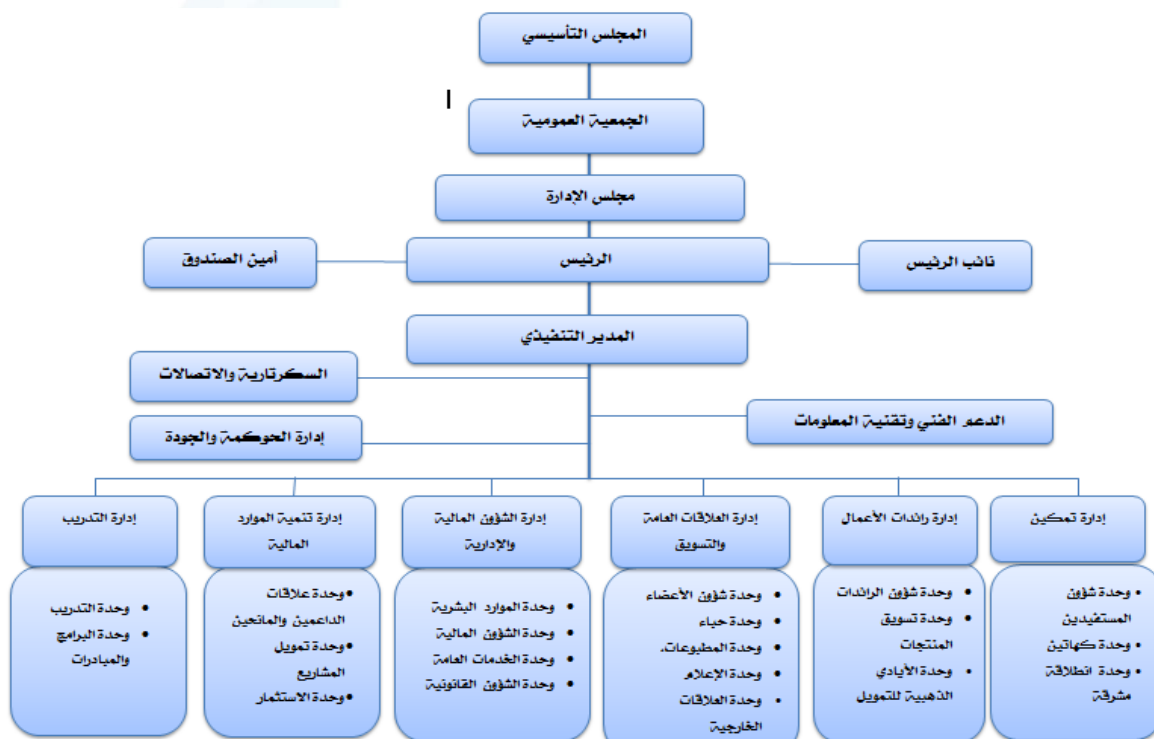 المجلس التأسيسي
الجمعية العمومية
مجلس الإدارة
نائب الرئيس
الرئيس
أمين الصندوق
المدير التنفيذي
السكرتارية والاتصالات
الدعم الفني وتقنية المعلومات
إدارة الحوكمة والجودة
إدارة تمكين
• وحدة شؤون
المستفيدين
• وحدة كهاتين
• وحدة انطلاقة
مشرقة
إدارة رائدات الأعمال
• وحدة شؤون الرائدات
• وحدة تسويق
المنتجات
• وحدة الأيادي
الذهبية للتمويل
إدارة العلاقات العامة
والتسويق
• وحدة شؤون الأعضاء
• وحدة حباء
• وحدة المطبوعات.
• وحدة الإعلام
• وحدة العلاقات
الخارجية
إدارة الشؤون المالية
والإدارية
• وحدة الموارد البشرية
• وحدة الشؤون المالية
• وحدة الخدمات العامة
• وحدة الشؤون القانونية
إدارة تنمية الموارد
المالية
•وحدة علاقات
الداعمين والمانحين
•وحدة تمويل
المشاريع
•وحدة الاستثمار
إدارة التدريب
• وحدة التدريب
• وحدة البرامج
والمبادرات